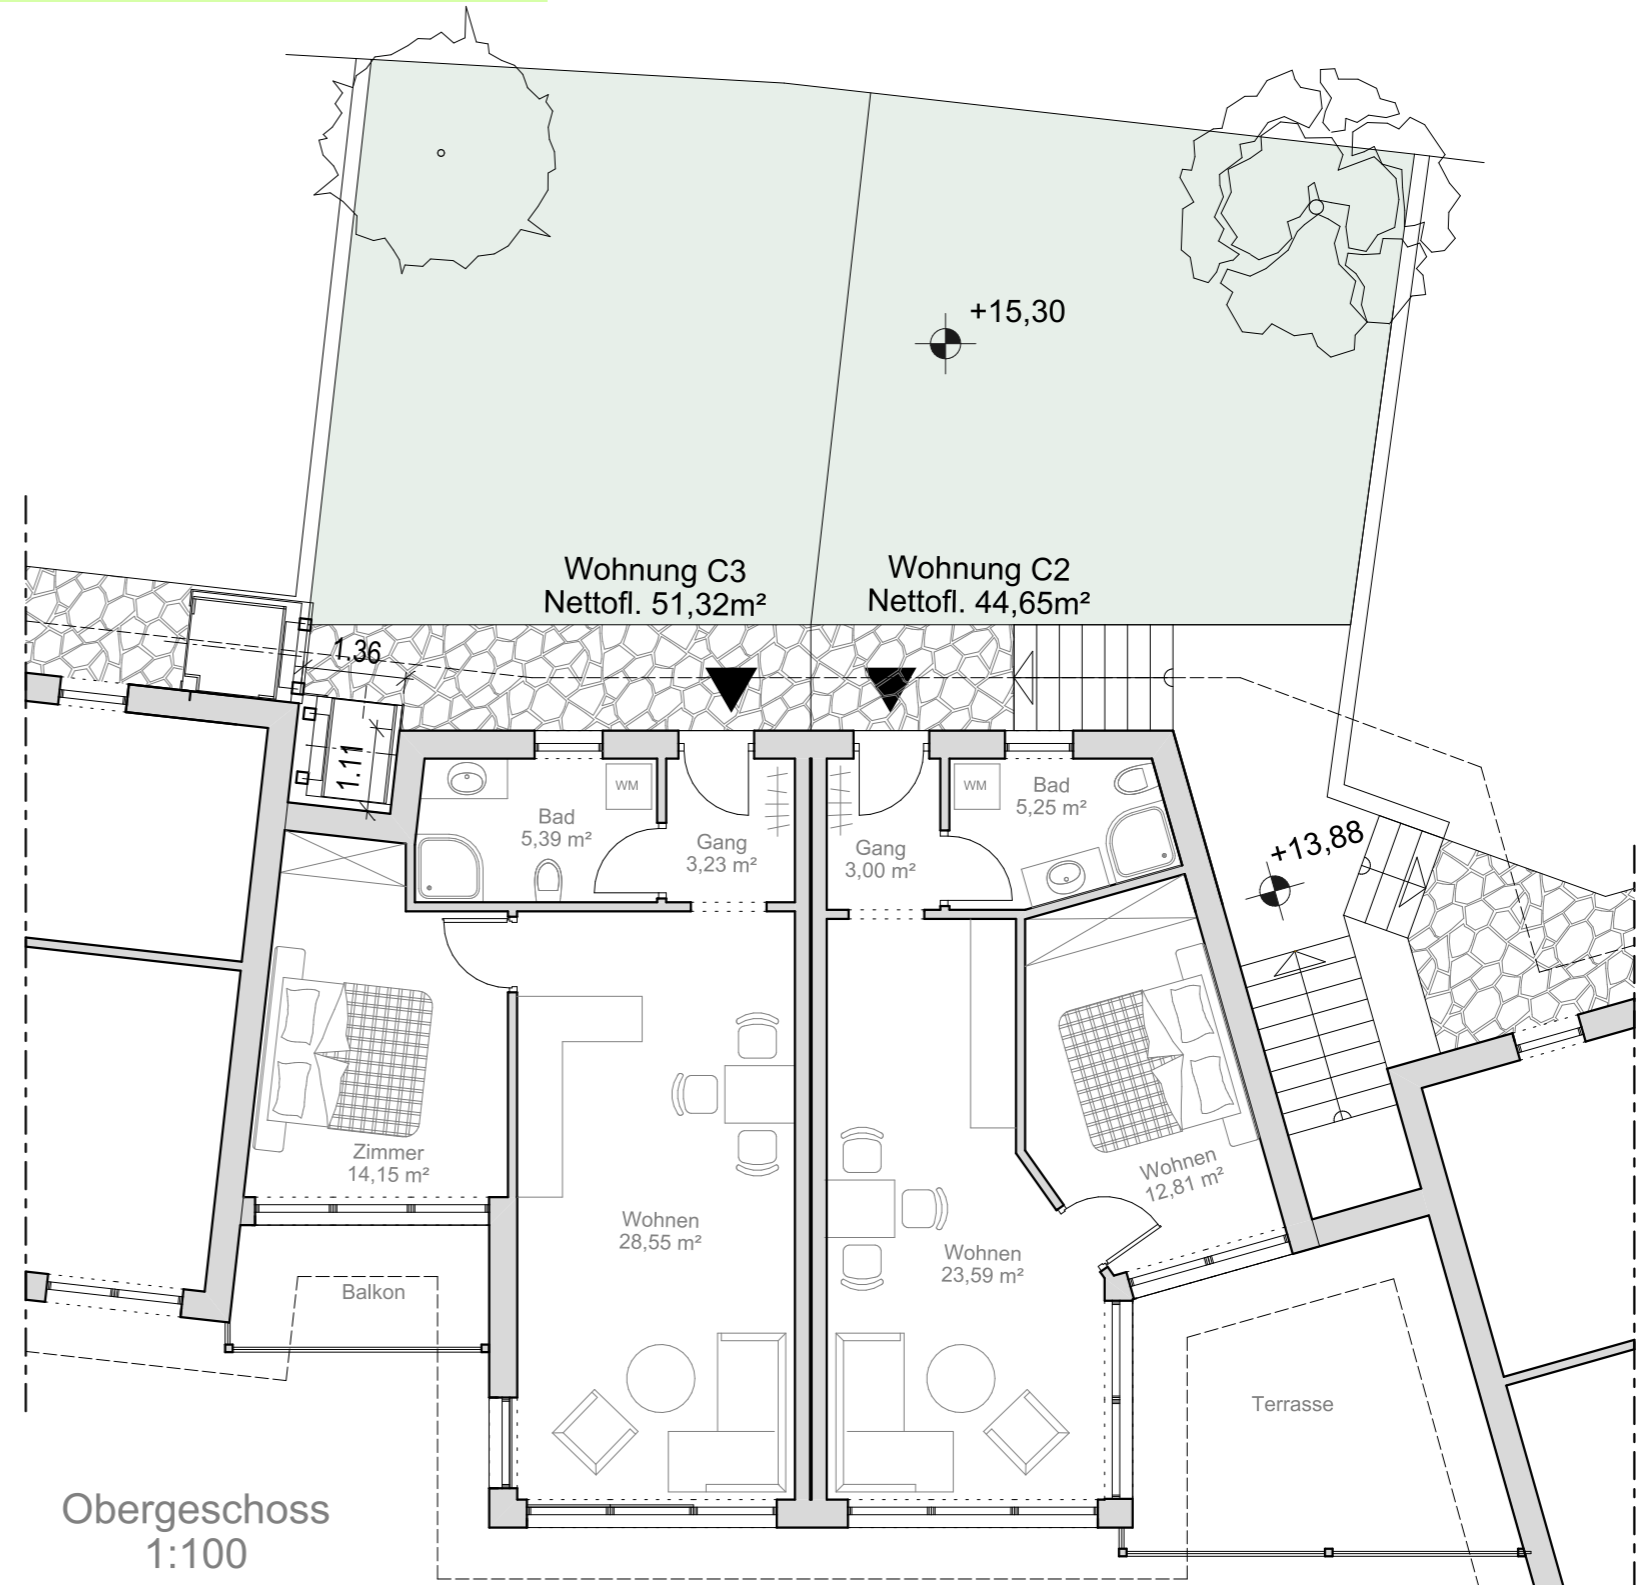 +15,30
Wohnung C3
Nettofl. 51,32m²
Wohnung C2
Nettofl. 44,65m²
1.36
1.11
WM
Bad
5,39 m²
Gang
3,23 m²
Gang
3,00 m²
WM
Bad
5,25 m²
+13,88
Zimmer
14,15 m²
Wohnen
12,81 m²
Wohnen
28,55 m²
Wohnen
23,59 m²
Balkon
Terrasse
Obergeschoss
1:100